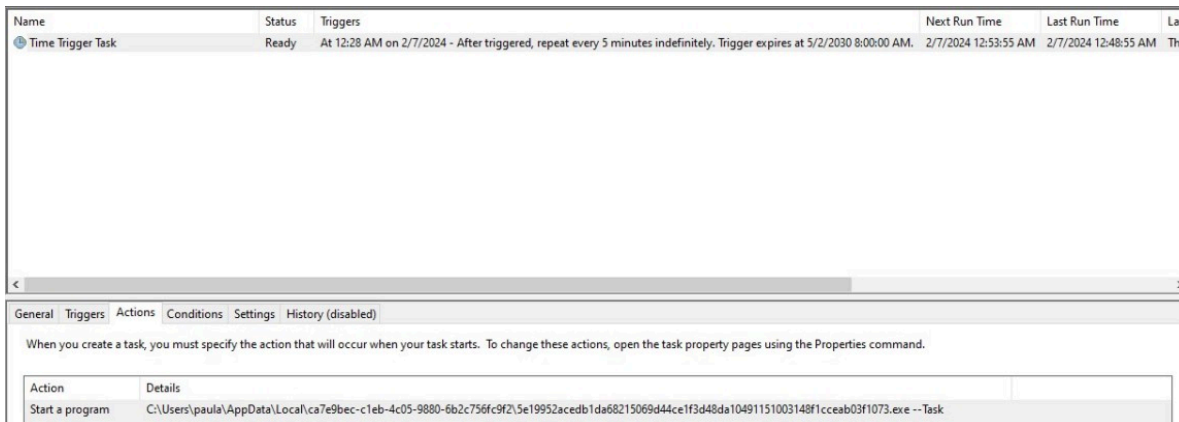 Name Status Triggers Next Run Time Last Run Time La
Time Trigger Task Ready At 12:28 AM on 2/7/2024 - After triggered, repeat every 5 minutes indefinitely. Trigger expires at 5/2/2030 8:00:00 AM. 2/7/2024 12:53:55 AM 2/7/2024 12:48:55 AM Th
General Triggers Actions Conditions Settings History (disabled)
When you create a task, you must specify the action that will occur when your task starts. To change these actions, open the task property pages using the Properties command.
Action Details
Start a program C:\Users\paula\AppData\Local\ca7e9bec-c1eb-4c05-9880-6b2c756fc9f2\5e19952acedb1da68215069d44ce1f3d48da10491151003148f1cceab03f1073.exe --Task